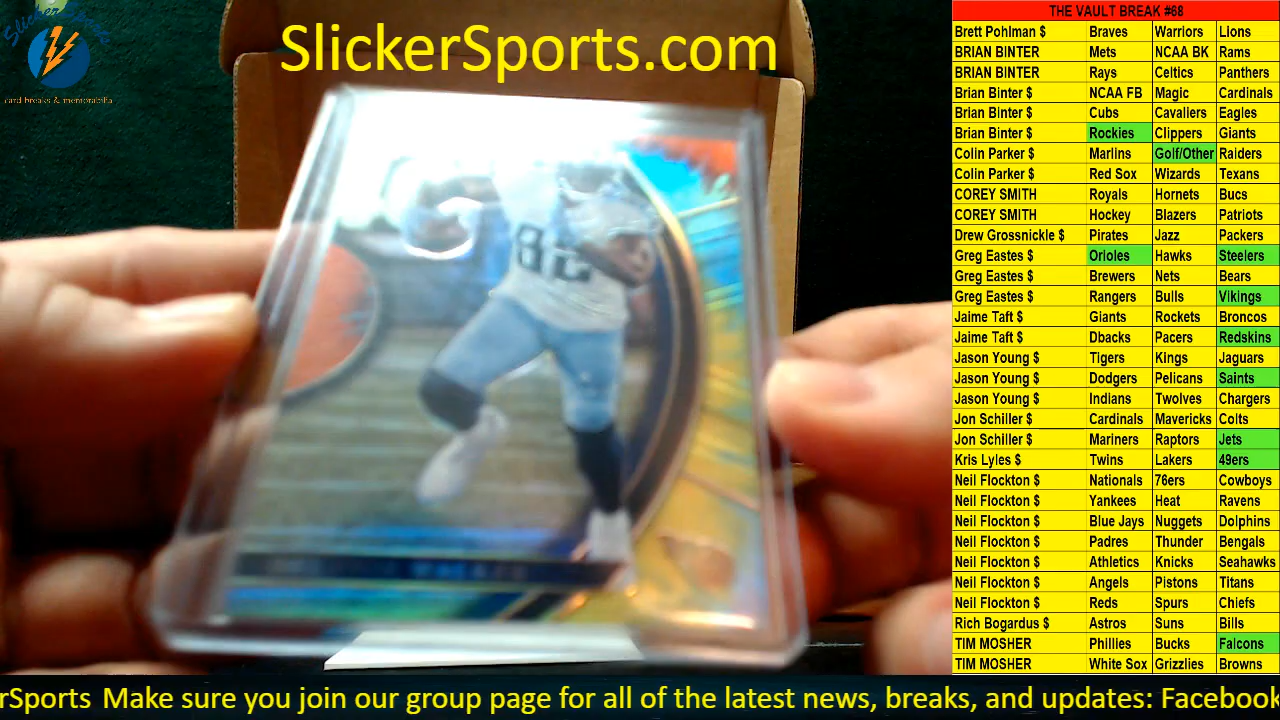 Slicker Sports
card breaks & memorabilia
SlickerSports.com
82
THE VAULT BREAK #68
Brett Pohlman $ Braves Warriors Lions
BRIAN BINTER Mets NCAA BK Rams
BRIAN BINTER Rays Celtics Panthers
Brian Binter $ NCAA FB Magic Cardinals
Brian Binter $ Cubs Cavaliers Eagles
Brian Binter $ Rockies Clippers Giants
Colin Parker $ Marlins Golf/Other Raiders
Colin Parker $ Red Sox Wizards Texans
COREY SMITH Royals Hornets Bucs
COREY SMITH Hockey Blazers Patriots
Drew Grossnickle $ Pirates Jazz Packers
Greg Eastes $ Orioles Hawks Steelers
Greg Eastes $ Brewers Nets Bears
Greg Eastes $ Rangers Bulls Vikings
Jaime Taft $ Giants Rockets Broncos
Jaime Taft $ Dbacks Pacers Redskins
Jason Young $ Tigers Kings Jaguars
Jason Young $ Dodgers Pelicans Saints
Jason Young $ Indians Twolves Chargers
Jon Schiller $ Cardinals Mavericks Colts
Jon Schiller $ Mariners Raptors Jets
Kris Lyles $ Twins Lakers 49ers
Neil Flockton $ Nationals 76ers Cowboys
Neil Flockton $ Yankees Heat Ravens
Neil Flockton $ Blue Jays Nuggets Dolphins
Neil Flockton $ Padres Thunder Bengals
Neil Flockton $ Athletics Knicks Seahawks
Neil Flockton $ Angels Pistons Titans
Neil Flockton $ Reds Spurs Chiefs
Rich Bogardus $ Astros Suns Bills
TIM MOSHER Phillies Bucks Falcons
TIM MOSHER White Sox Grizzlies Browns
rSports Make sure you join our group page for all of the latest news, breaks, and updates: Facebook